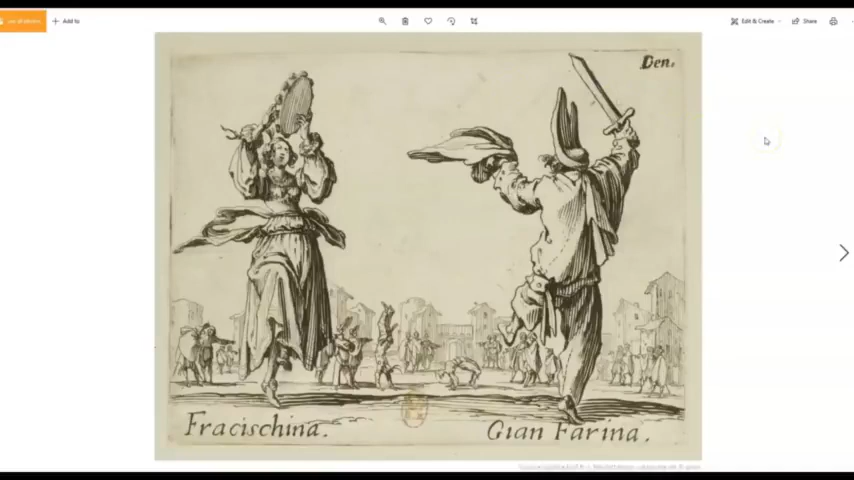 Add to
Edit & Create
Share
Den.
Fracischina.
Gian Farina.